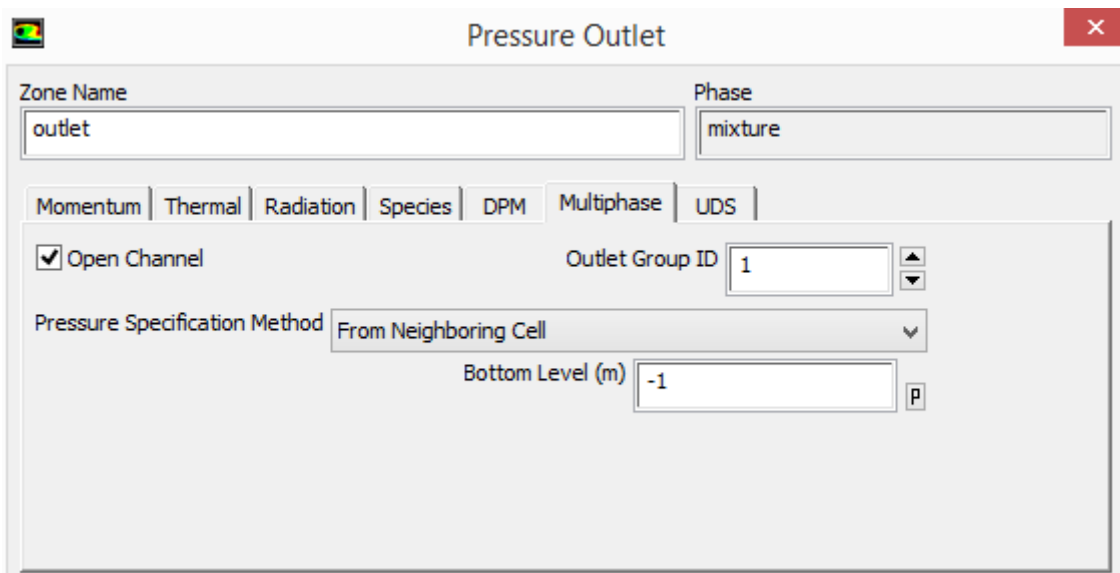 Pressure Outlet
Zone Name Phase
outlet mixture
Momentum Thermal Radiation Species DPM Multiphase UDS
Open Channel Outlet Group ID 1
Pressure Specification Method From Neighboring Cell
Bottom Level (m) -1
P